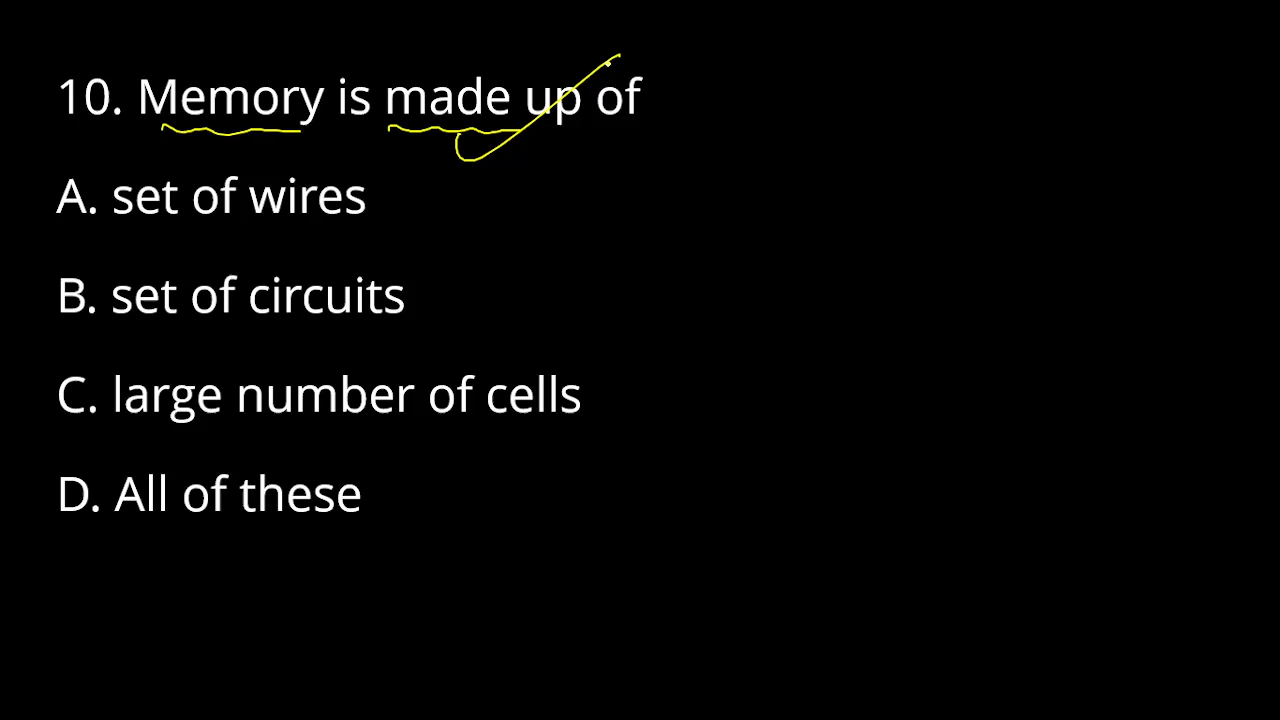 10. Memory is made up of
A. set of wires
B. set of circuits
C. large number of cells
D. All of these